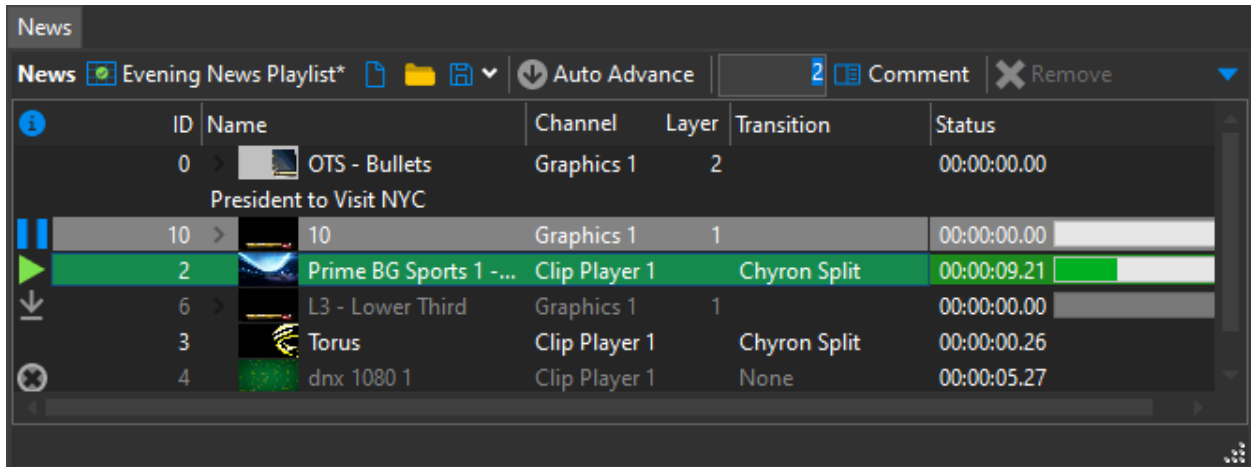 News
News Evening News Playlist* Auto Advance 2 Comment Remove
ID Name Channel Layer Transition Status
0 OTS - Bullets Graphics 1 2 00:00:00.00
President to Visit NYC
10 10 Graphics 1 1 00:00:00.00
2 Prime BG Sports 1 -... Clip Player 1 Chyron Split 00:00:09.21
6 L3 - Lower Third Graphics 1 1 00:00:00.00
3 Torus Clip Player 1 Chyron Split 00:00:00.26
4 dnx 1080 1 Clip Player 1 None 00:00:05.27